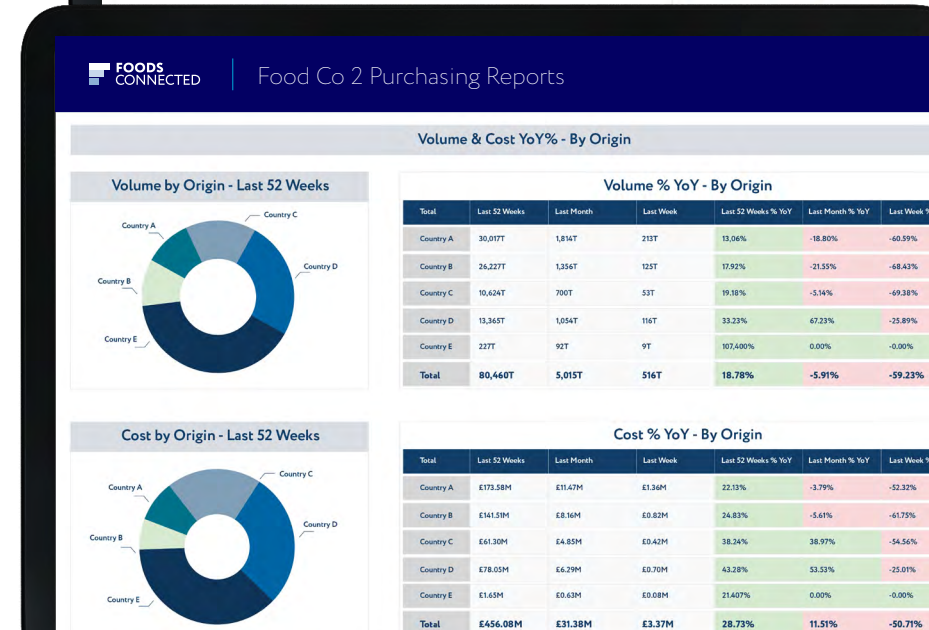 FOODS
CONNECTED
Food Co 2 Purchasing Reports
Volume & Cost YoY% - By Origin
Volume by Origin - Last 52 Weeks
Country C
Country A
Country D
Country B
Country E
Volume % YoY - By Origin
Total Last 52 Weeks Last Month Last Week Last 52 Weeks % YoY Last Month % YoY Last Week %
Country A 30,017T 1,814T 213T 13,06% -18.80% -60.59%
Country B 26,227T 1,356T 125T 17.92% -21.55% -68.43%
Country C 10,624T 700T 53T 19.18% -5.14% -69.38%
Country D 13,365T 1,054T 116T 33.23% 67.23% -25.89%
Country E 227T 92T 9T 107,400% 0.00% -0.00%
Total 80,460T 5,015T 516T 18.78% -5.91% -59.23%
Cost by Origin - Last 52 Weeks
Country C
Country A
Country D
Country B
Country E
Cost % YoY - By Origin
Total Last 52 Weeks Last Month Last Week Last 52 Weeks % YoY Last Month % YoY Last Week %
Country A £173.58M £11.47M £1.36M 22.13% -3.79% -52.32%
Country B £141.51M £8.16M £0.82M 24.83% -5.61% -61.75%
Country C £61.30M £4.85M £0.42M 38.24% 38.97% -54.56%
Country D £78.05M £6.29M £0.70M 43.28% 53.53% -25.01%
Country E £1.65M £0.63M £0.08M 21.407% 0.00% -0.00%
Total £456.08M £31.38M £3.37M 28.73% 11.51% -50.71%